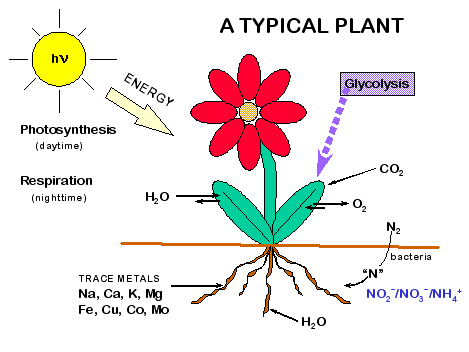 A TYPICAL PLANT
hν
ENERGY
Glycolysis
Photosynthesis
(daytime)
CO₂
Respiration
(nighttime)
H₂O
O₂
N₂
bacteria
"N"
TRACE METALS
Na, Ca, K, Mg
Fe, Cu, Co, Mo
NO₂⁻/NO₃⁻/NH₄⁺
H₂O